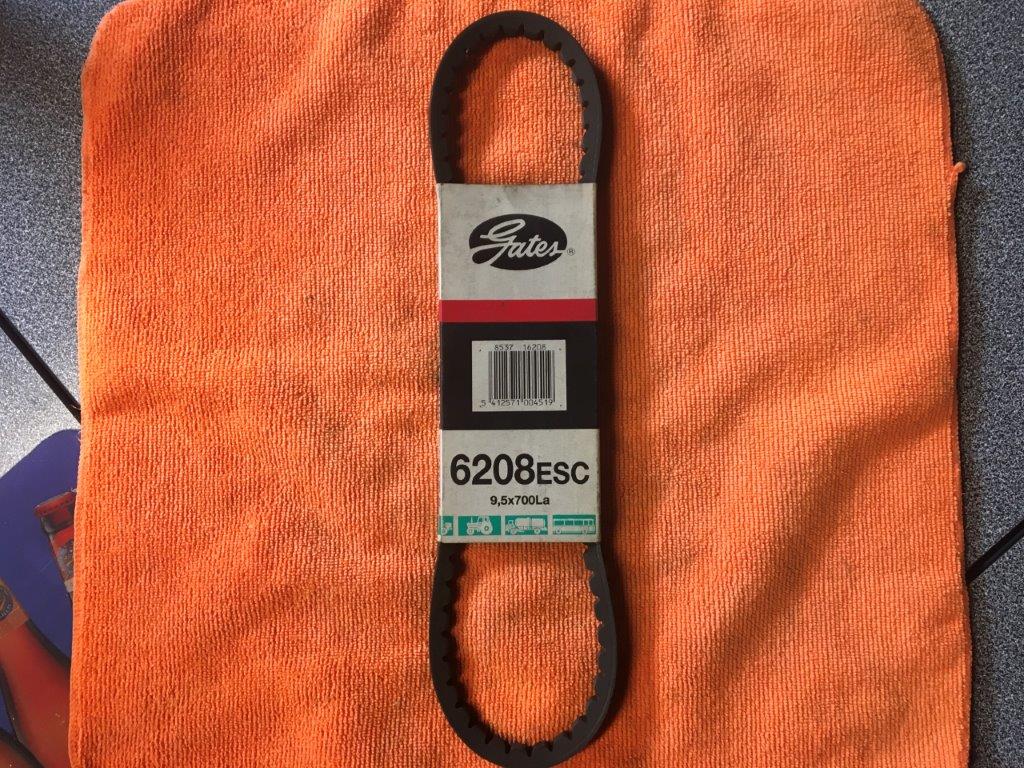 Gates®
8537 16208
5 412571 004519
6208ESC
9,5x700La